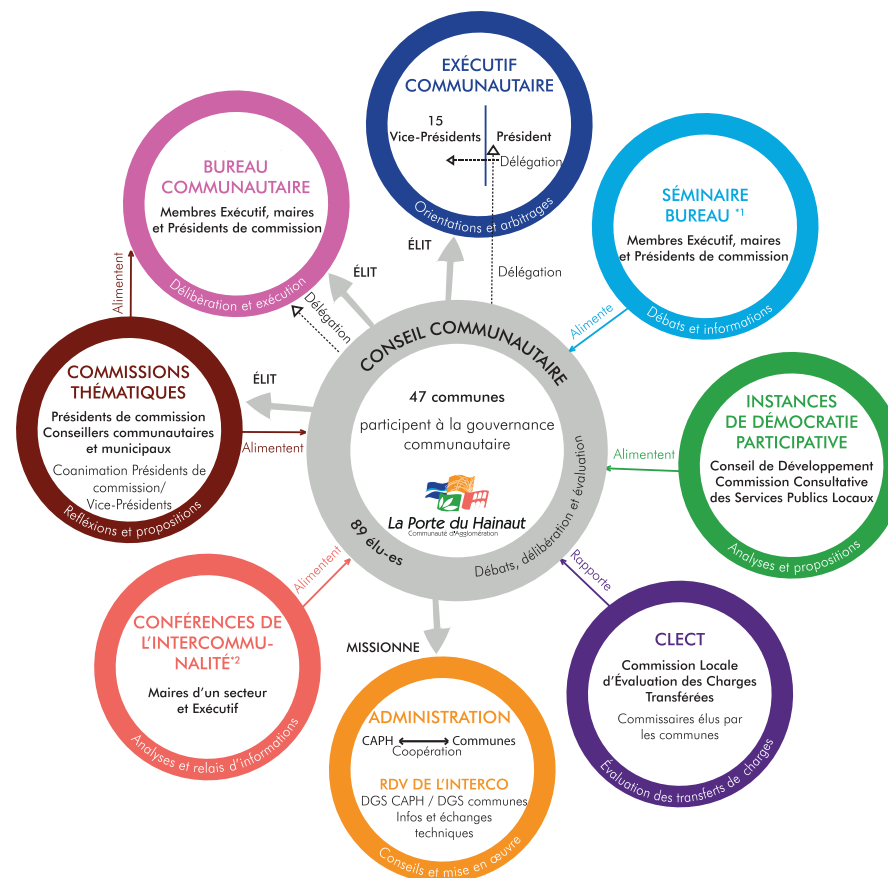 EXÉCUTIF
COMMUNAUTAIRE
15
Vice-Présidents
Président
Délégation
Orientations et arbitrages
BUREAU
COMMUNAUTAIRE
Membres Exécutif, maires
et Présidents de commission
Délibèration et exécution
SÉMINAIRE
BUREAU *1
Membres Exécutif, maires
et Présidents de commission
Débats et informations
ÉLIT
Délégation
ÉLIT
Délégation
Alimentent
Alimente
COMMISSIONS
THÉMATIQUES
Présidents de commission
Conseillers communautaires
et municipaux
Coanimation Présidents de
commission/
Vice-Présidents
Refléxions et propositions
ÉLIT
Alimentent
CONSEIL COMMUNAUTAIRE
47 communes
participent à la gouvernance
communautaire
La Porte du Hainaut
Communauté d'Agglomération
89 élu-es
Débats, délibération et évaluation
INSTANCES
DE DÉMOCRATIE
PARTICIPATIVE
Conseil de Développement
Commission Consultative
des Services Publics Locaux
Analyses et propositions
Alimentent
Alimentent
Rapporte
CONFÉRENCES DE
L'INTERCOMMU-
NALITÉ*2
Maires d'un secteur
et Exécutif
Analyses et relais d'informations
MISSIONNE
ADMINISTRATION
CAPH Communes
Coopération
RDV DE L'INTERCO
DGS CAPH / DGS communes
Infos et échanges
techniques
Conseils et mise en œuvre
CLECT
Commission Locale
d'Évaluation des Charges
Transférées
Commissaires élus par
les communes
Évaluation des transferts de charges